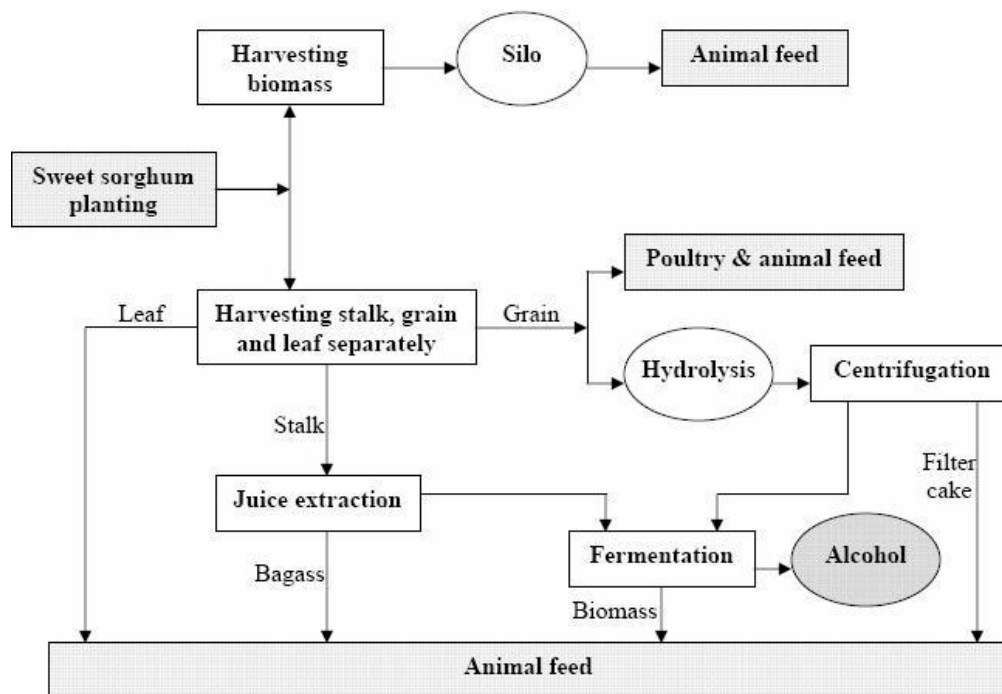 Harvesting
biomass
Silo
Animal feed
Sweet sorghum
planting
Poultry & animal feed
Leaf
Harvesting stalk, grain
and leaf separately
Grain
Hydrolysis
Centrifugation
Stalk
Filter
cake
Juice extraction
Fermentation
Alcohol
Bagass
Biomass
Animal feed